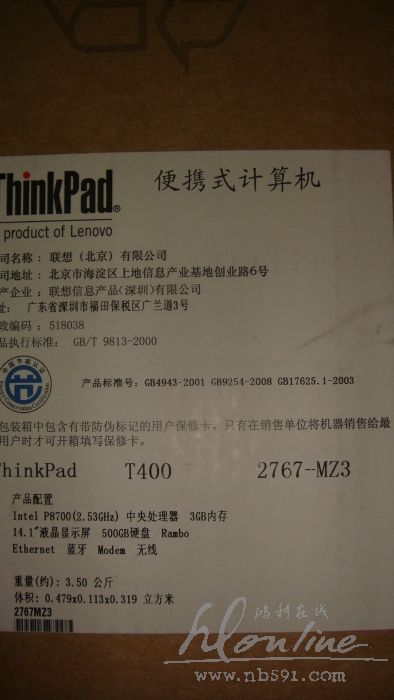 ThinkPad®
便携式计算机
product of Lenovo
司名称: 联想(北京)有限公司
司地址: 北京市海淀区上地信息产业基地创业路6号
产企业: 联想信息产品(深圳)有限公司
址: 广东省深圳市福田保税区广兰道3号
政编码: 518038
品执行标准: GB/T 9813-2000
中国节能认证
Energy Conservation Certification
产品标准号: GB4943-2001 GB9254-2008 GB17625.1-2003
包装箱中包含有带防伪标记的用户保修卡。只有在销售单位将机器销售给最
用户时才可开箱填写保修卡。
ThinkPad T400 2767-MZ3
产品配置
Intel P8700(2.53GHz) 中央处理器 3GB内存
14.1"液晶显示屏 500GB硬盘 Rambo
Ethernet 蓝牙 Modem 无线
重量(约): 3.50 公斤
体积: 0.479x0.113x0.319 立方米
2767MZ3
鸿利在线
hlonline
www.nb591.com